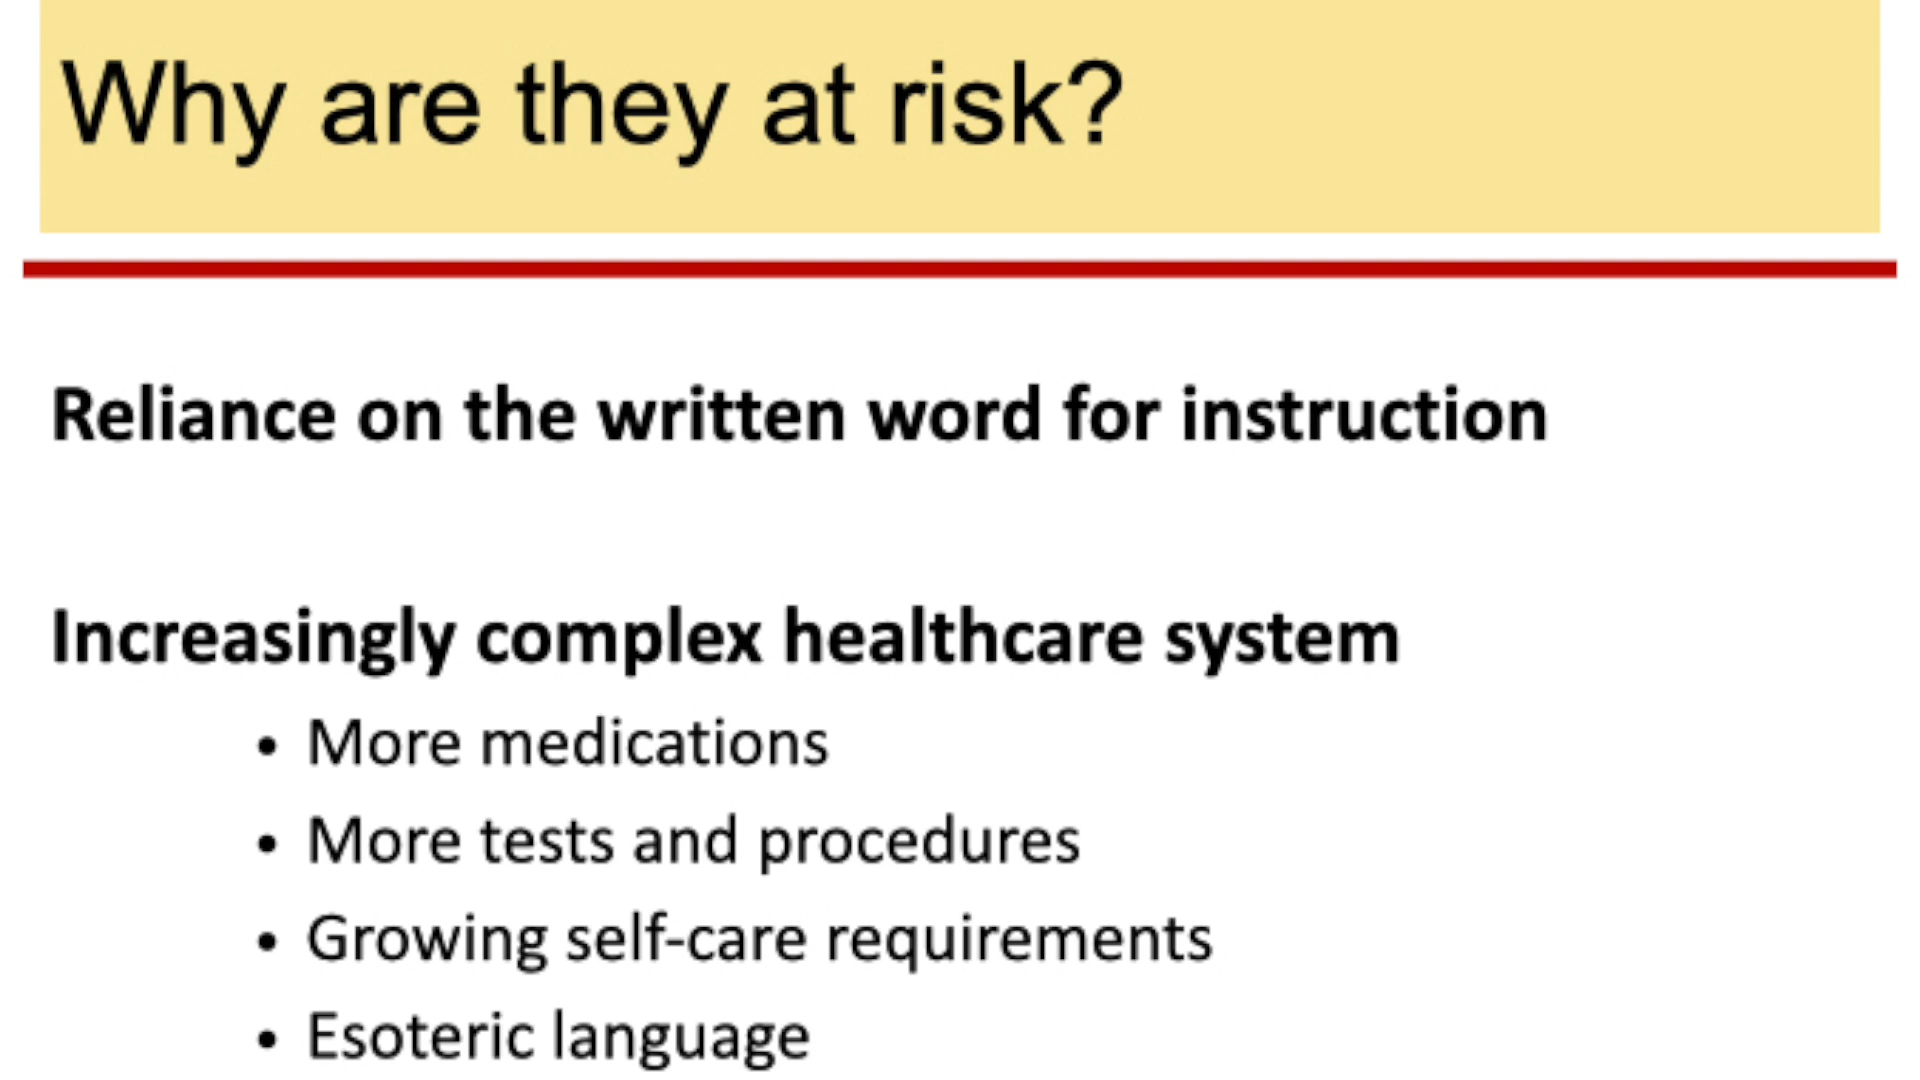 Why are they at risk?
Reliance on the written word for instruction
Increasingly complex healthcare system
• More medications
• More tests and procedures
• Growing self-care requirements
• Esoteric language